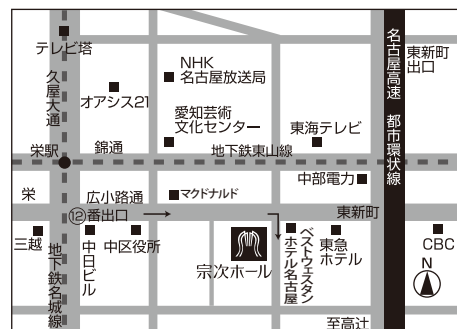 テレビ塔
久屋大通
オアシス21
NHK
名古屋放送局
愛知芸術
文化センター
東海テレビ
名古屋高速 都市環状線
東新町
出口
栄駅
錦通
地下鉄東山線
中部電力
栄
広小路通
マクドナルド
東新町
⑫番出口
三越
地下鉄名城線
中日ビル
中区役所
宗次ホール
ベストウェスタン
ホテル名古屋
東急
ホテル
CBC
N
至高辻